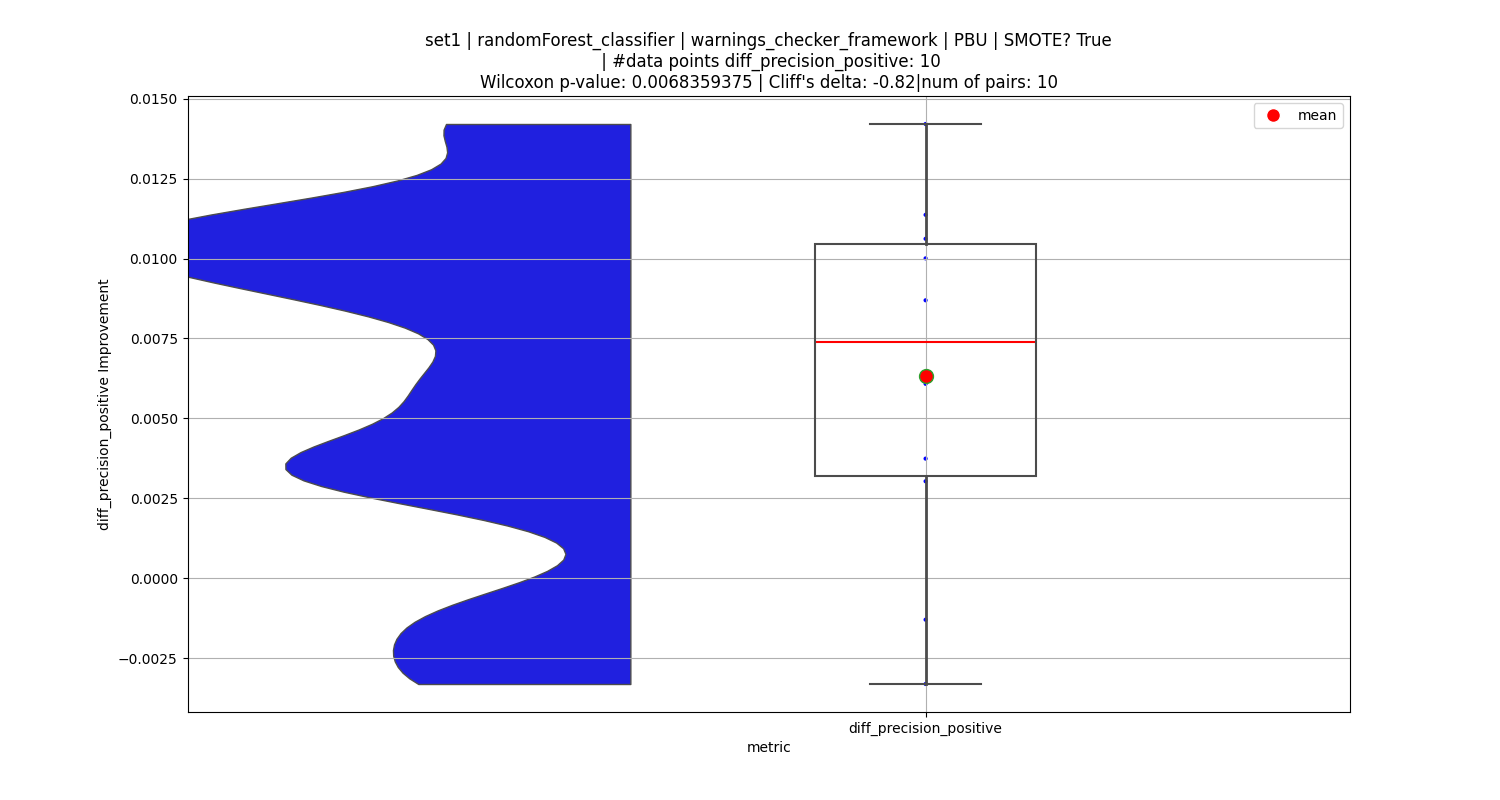 set1 | randomForest_classifier | warnings_checker_framework | PBU | SMOTE? True
| #data points diff_precision_positive: 10
Wilcoxon p-value: 0.0068359375 | Cliff's delta: -0.82|num of pairs: 10
0.0150
0.0125
0.0100
0.0075
0.0050
0.0025
0.0000
−0.0025
diff_precision_positive Improvement
mean
diff_precision_positive
metric